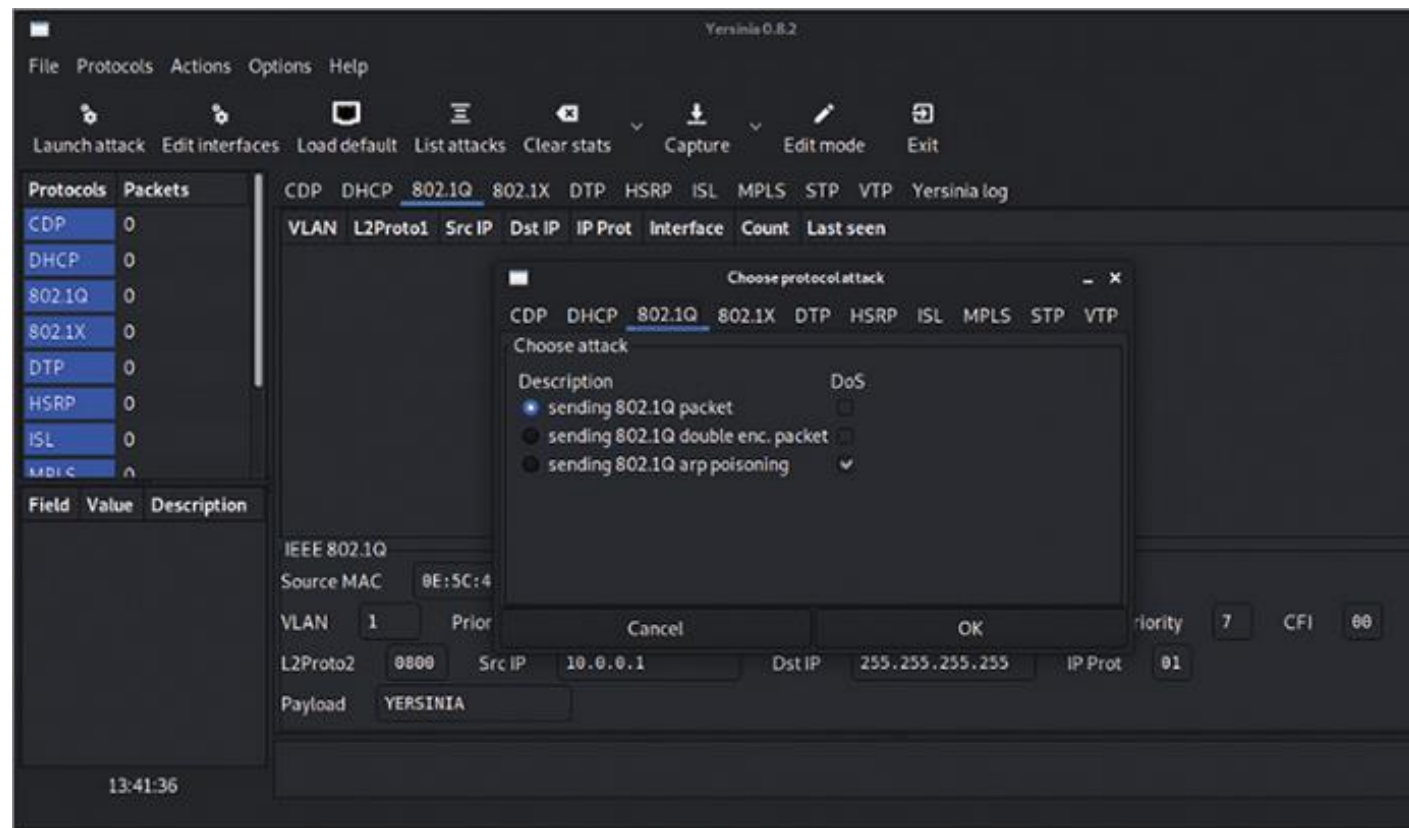 Yersinia 0.8.2
File Protocols Actions Options Help
Launch attack Edit interfaces Load default List attacks Clear stats Capture Edit mode Exit
Protocols Packets
CDP 0
DHCP 0
802.1Q 0
802.1X 0
DTP 0
HSRP 0
ISL 0
MPLS 0
Field Value Description
13:41:36
CDP DHCP 802.1Q 802.1X DTP HSRP ISL MPLS STP VTP Yersinia log
VLAN L2Proto1 Src IP Dst IP IP Prot Interface Count Last seen
Choose protocol attack
CDP DHCP 802.1Q 802.1X DTP HSRP ISL MPLS STP VTP
Choose attack
Description DoS
sending 802.1Q packet
sending 802.1Q double enc. packet
sending 802.1Q arp poisoning
Cancel OK
IEEE 802.1Q
Source MAC 0E:5C:4
VLAN 1 Prior riority 7 CFI 00
L2Proto2 0800 Src IP 10.0.0.1 Dst IP 255.255.255.255 IP Prot 01
Payload YERSINIA